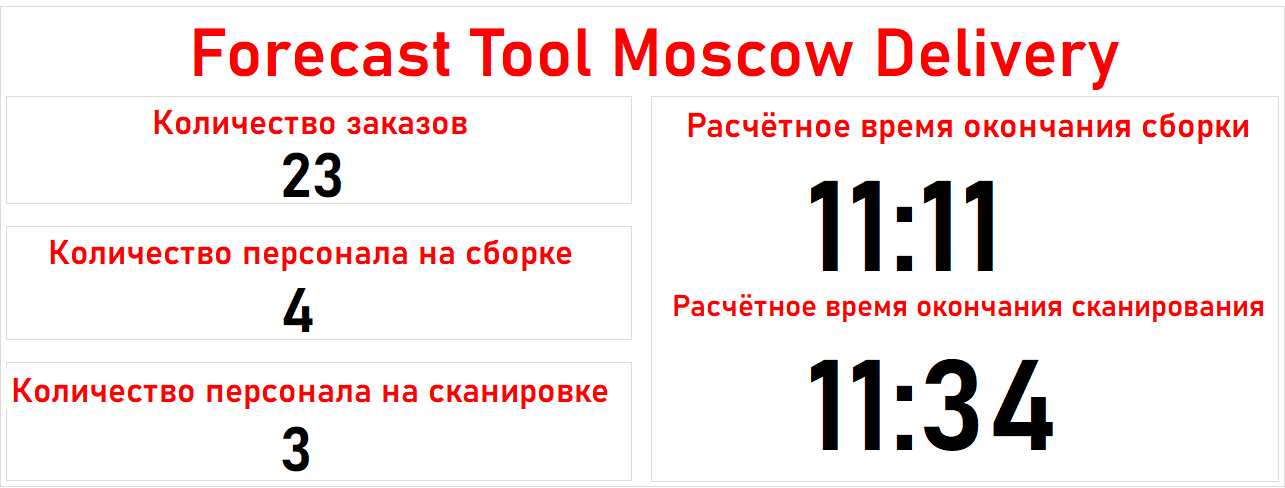 Forecast Tool Moscow Delivery
Количество заказов
23
Количество персонала на сборке
4
Количество персонала на сканировке
3
Расчётное время окончания сборки
11:11
Расчётное время окончания сканирования
11:34